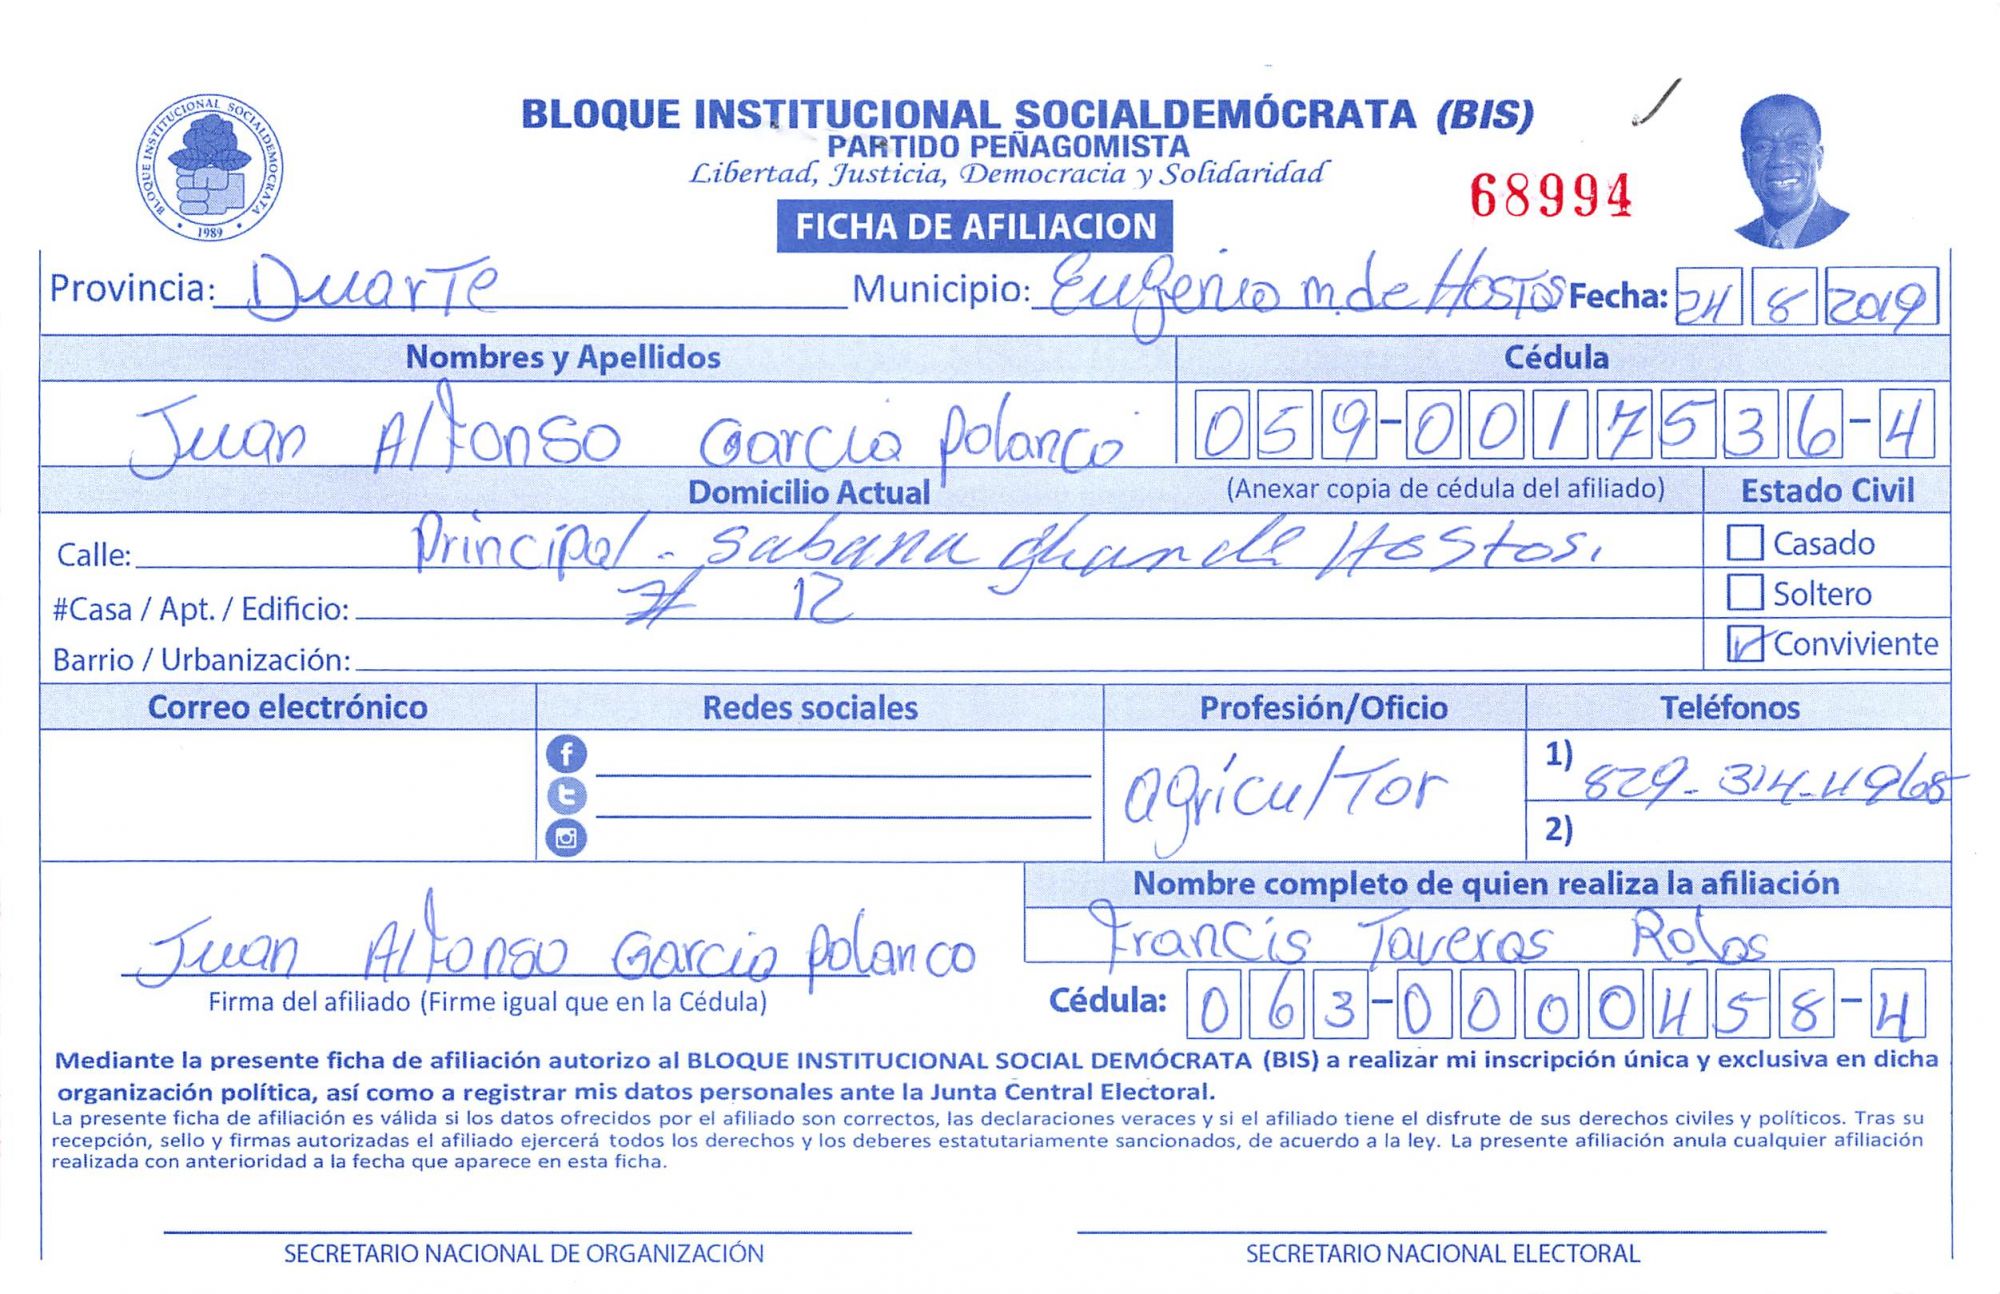 BLOQUE INSTITUCIONAL SOCIALDEMOCRATA
1989
BLOQUE INSTITUCIONAL SOCIALDEMÓCRATA (BIS)
PARTIDO PEÑAGOMISTA
Libertad, Justicia, Democracia y Solidaridad
68994
FICHA DE AFILIACION
Provincia: Duarte Municipio: Eugenio m. de Hostos Fecha: 24 8 2019
Nombres y Apellidos Cédula
Juan Alfonso Garcia Polanco 059-0017536-4
Domicilio Actual (Anexar copia de cédula del afiliado) Estado Civil
Calle: Principal - Sabana grande Hostos. Casado
#Casa / Apt. / Edificio: # 12 Soltero
Barrio / Urbanización: Conviviente
Correo electrónico Redes sociales Profesión/Oficio Teléfonos
agricultor 1) 829-314-4968
2)
Nombre completo de quien realiza la afiliación
Juan Alfonso Garcia Polanco Francis Taveras
Firma del afiliado (Firme igual que en la Cédula) Cédula: 063-0000458-4
Mediante la presente ficha de afiliación autorizo al BLOQUE INSTITUCIONAL SOCIAL DEMÓCRATA (BIS) a realizar mi inscripción única y exclusiva en dicha
organización política, así como a registrar mis datos personales ante la Junta Central Electoral.
La presente ficha de afiliación es válida si los datos ofrecidos por el afiliado son correctos, las declaraciones veraces y si el afiliado tiene el disfrute de sus derechos civiles y políticos. Tras su
recepción, sello y firmas autorizadas el afiliado ejercerá todos los derechos y los deberes estatutariamente sancionados, de acuerdo a la ley. La presente afiliación anula cualquier afiliación
realizada con anterioridad a la fecha que aparece en esta ficha.
SECRETARIO NACIONAL DE ORGANIZACIÓN SECRETARIO NACIONAL ELECTORAL